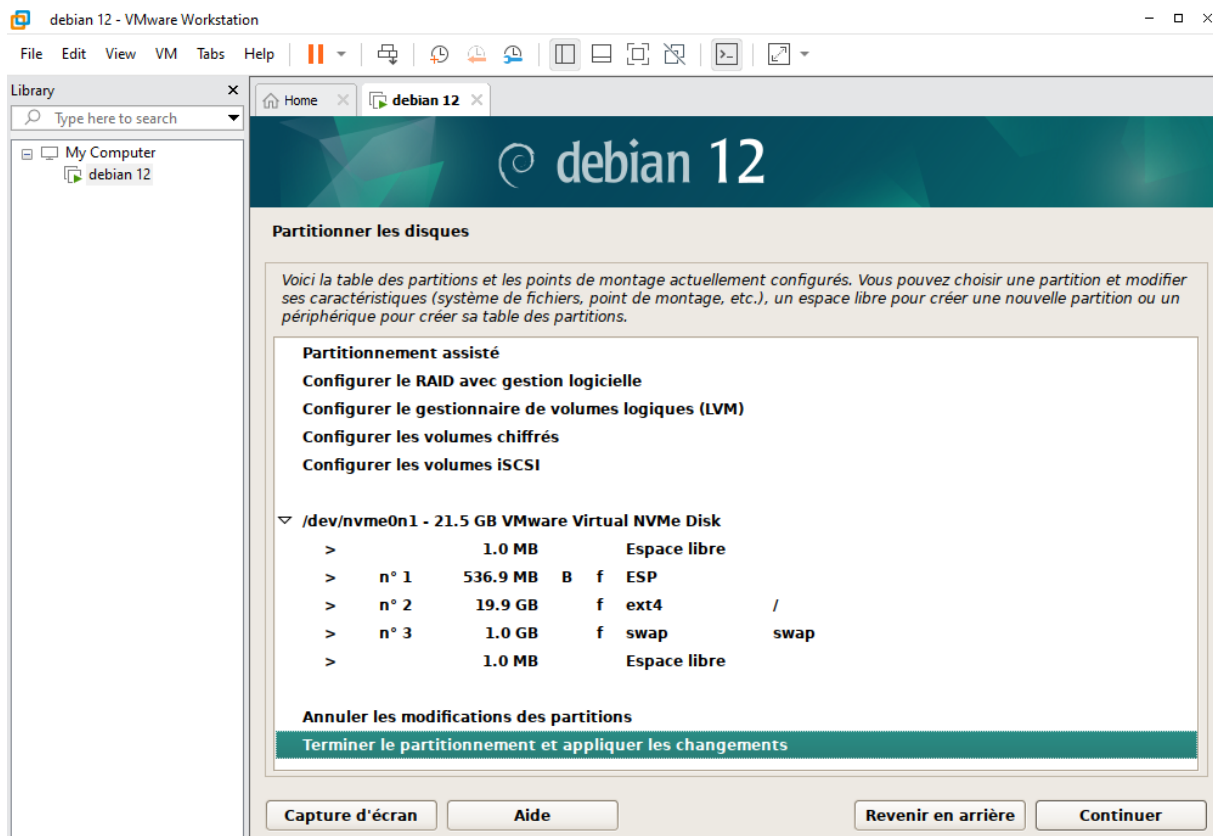 debian 12 - VMware Workstation
File Edit View VM Tabs Help
Library
Type here to search
My Computer
debian 12
Home
debian 12
debian 12
Partitionner les disques
Voici la table des partitions et les points de montage actuellement configurés. Vous pouvez choisir une partition et modifier
ses caractéristiques (système de fichiers, point de montage, etc.), un espace libre pour créer une nouvelle partition ou un
périphérique pour créer sa table des partitions.
Partitionnement assisté
Configurer le RAID avec gestion logicielle
Configurer le gestionnaire de volumes logiques (LVM)
Configurer les volumes chiffrés
Configurer les volumes iSCSI
/dev/nvme0n1 - 21.5 GB VMware Virtual NVMe Disk
> 1.0 MB Espace libre
> n° 1 536.9 MB B f ESP
> n° 2 19.9 GB f ext4 /
> n° 3 1.0 GB f swap swap
> 1.0 MB Espace libre
Annuler les modifications des partitions
Terminer le partitionnement et appliquer les changements
Capture d'écran Aide Revenir en arrière Continuer